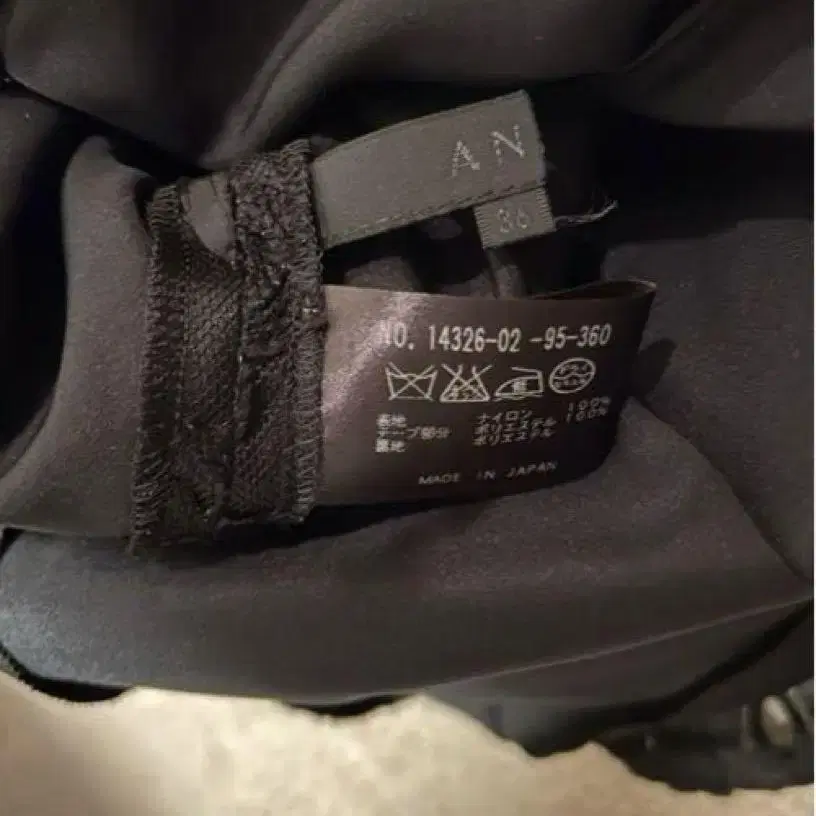 AN
36
NO. 14326-02 -95-360
表地 ナイロン 100%
テープ部分 ポリエステル 100%
裏地 ポリエステル
MADE IN JAPAN